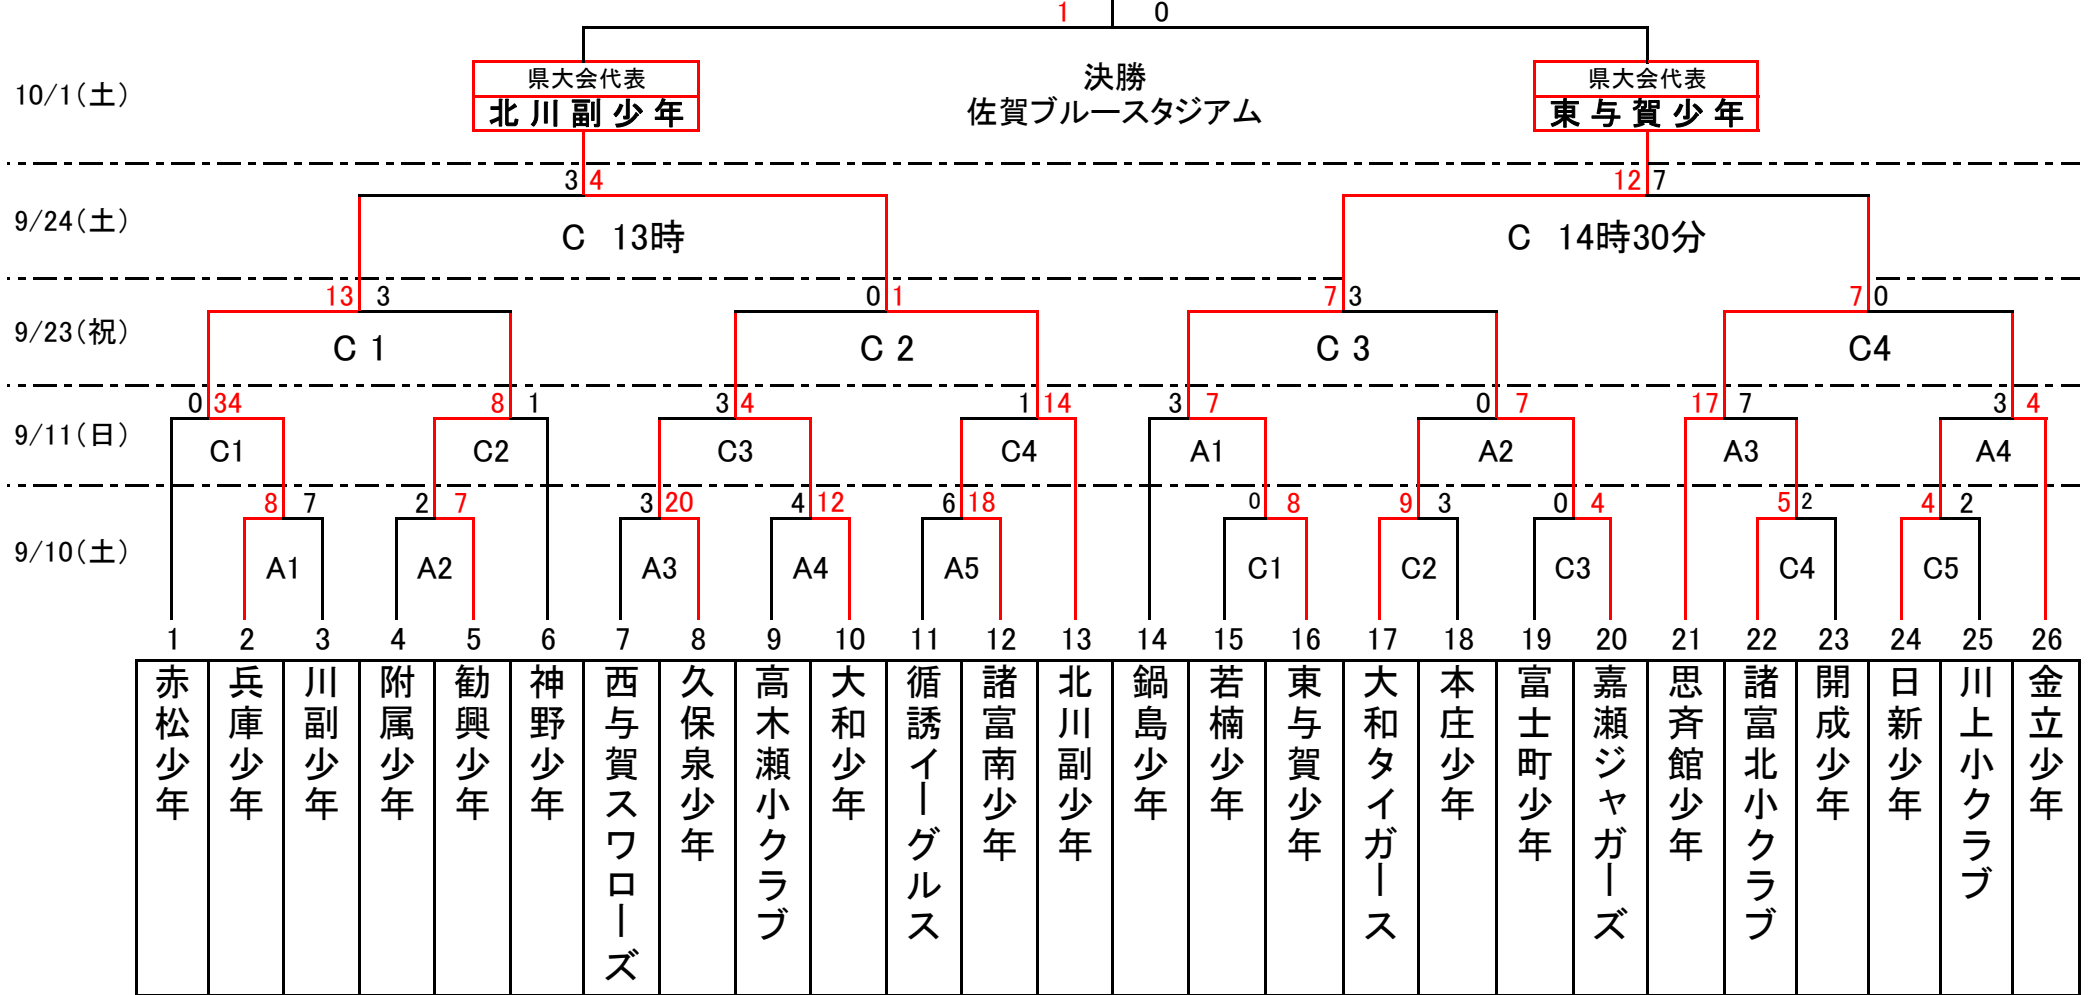 1 0
県大会代表 県大会代表
10/1(土) 北川副少年 決勝 東与賀少年
佐賀ブルースタジアム
3 4 12 7
9/24(土) C 13時 C 14時30分
13 3 0 1 7 3 7 0
9/23(祝) C 1 C 2 C 3 C4
0 34 8 1 3 4 1 14 3 7 0 7 17 7 3 4
9/11(日) C1 C2 C3 C4 A1 A2 A3 A4
8 7 2 7 3 20 4 12 6 18 0 8 9 3 0 4 5 2 4 2
9/10(土) A1 A2 A3 A4 A5 C1 C2 C3 C4 C5
1 2 3 4 5 6 7 8 9 10 11 12 13 14 15 16 17 18 19 20 21 22 23 24 25 26
赤松少年
兵庫少年
川副少年
附属少年
勧興少年
神野少年
西与賀スワローズ
久保泉少年
高木瀬小クラブ
大和少年
循誘イーグルス
諸富南少年
北川副少年
鍋島少年
若楠少年
東与賀少年
大和タイガース
本庄少年
富士町少年
嘉瀬ジャガーズ
思斉館少年
諸富北小クラブ
開成少年
日新少年
川上小クラブ
金立少年